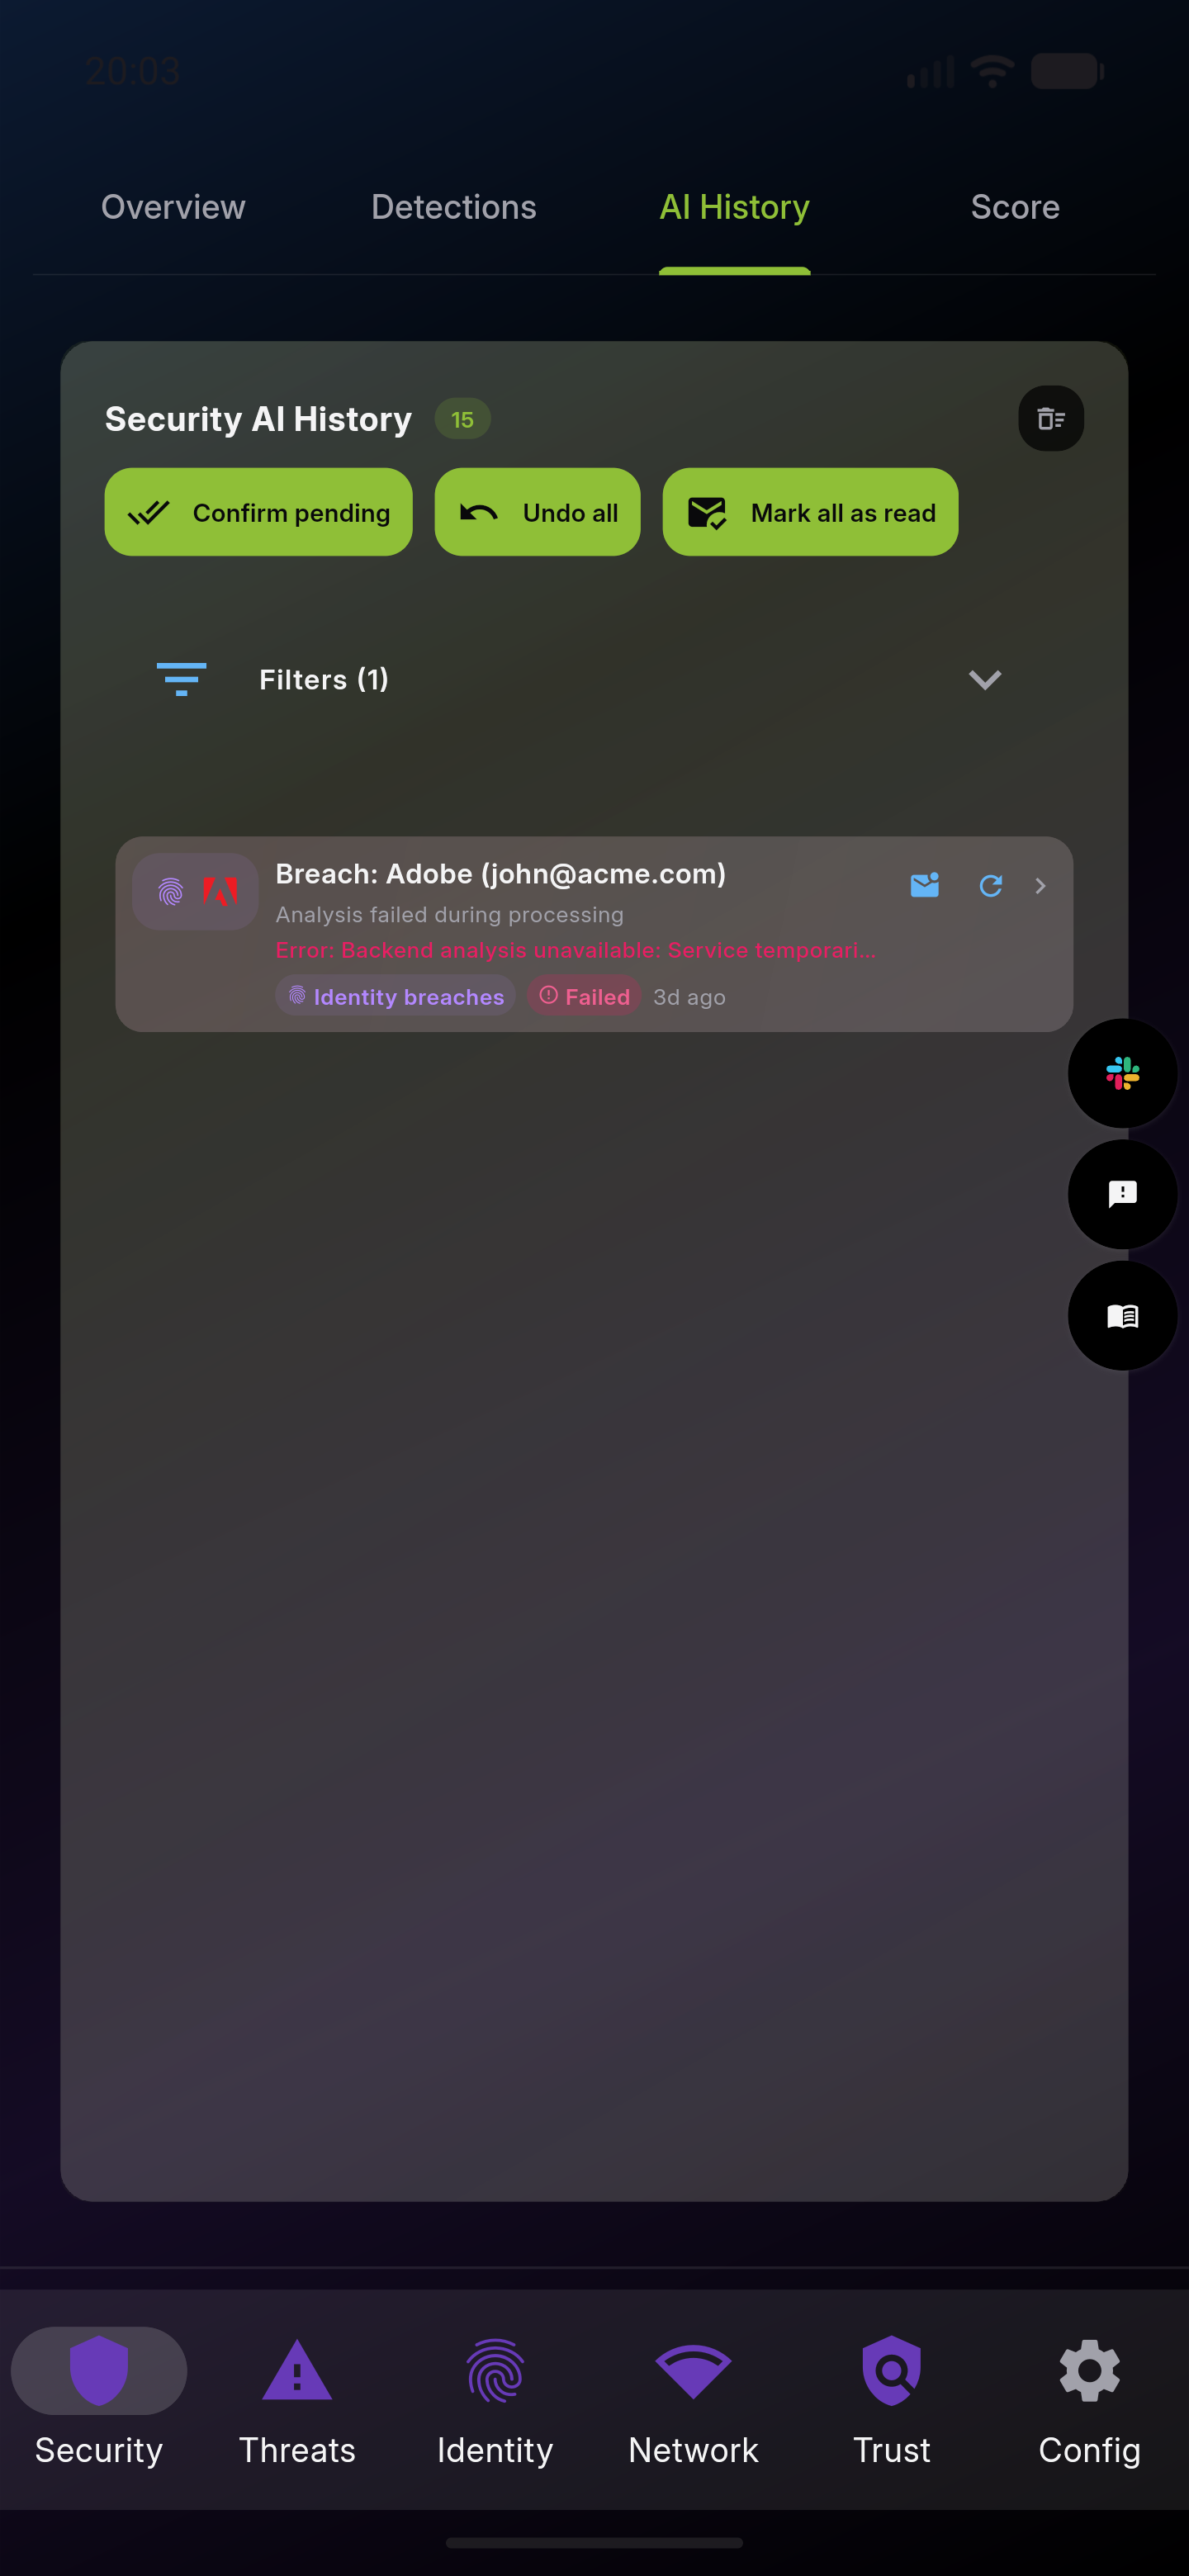 20:03
Overview Detections AI History Score
Security AI History 15
Confirm pending Undo all Mark all as read
Filters (1)
Breach: Adobe (john@acme.com)
Analysis failed during processing
Error: Backend analysis unavailable: Service temporari...
Identity breaches Failed 3d ago
Security Threats Identity Network Trust Config